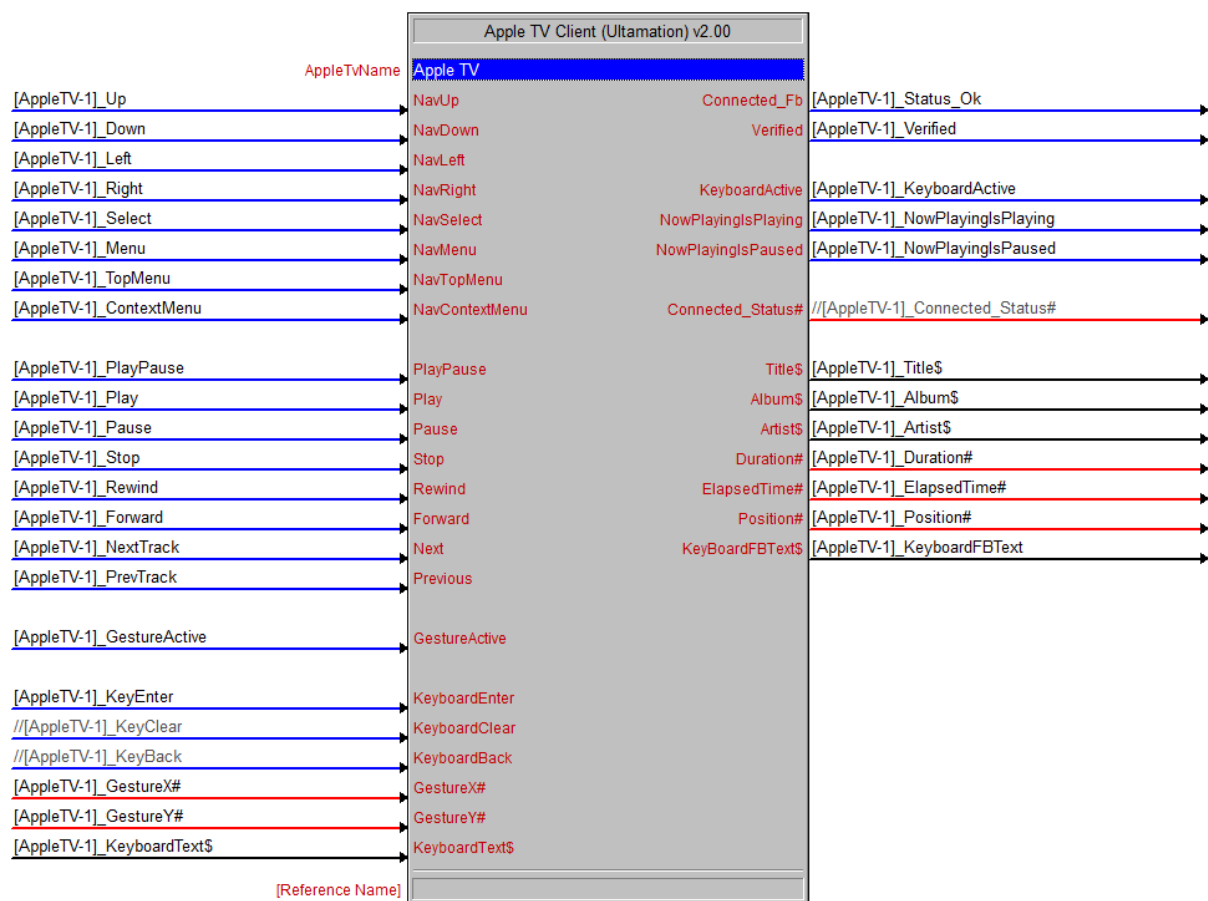 Apple TV Client (Ultamation) v2.00
AppleTvName Apple TV
[AppleTV-1]_Up NavUp Connected_Fb [AppleTV-1]_Status_Ok
[AppleTV-1]_Down NavDown Verified [AppleTV-1]_Verified
[AppleTV-1]_Left NavLeft
[AppleTV-1]_Right NavRight KeyboardActive [AppleTV-1]_KeyboardActive
[AppleTV-1]_Select NavSelect NowPlayingIsPlaying [AppleTV-1]_NowPlayingIsPlaying
[AppleTV-1]_Menu NavMenu NowPlayingIsPaused [AppleTV-1]_NowPlayingIsPaused
[AppleTV-1]_TopMenu NavTopMenu
[AppleTV-1]_ContextMenu NavContextMenu Connected_Status# //[AppleTV-1]_Connected_Status#
[AppleTV-1]_PlayPause PlayPause Title$ [AppleTV-1]_Title$
[AppleTV-1]_Play Play Album$ [AppleTV-1]_Album$
[AppleTV-1]_Pause Pause Artist$ [AppleTV-1]_Artist$
[AppleTV-1]_Stop Stop Duration# [AppleTV-1]_Duration#
[AppleTV-1]_Rewind Rewind ElapsedTime# [AppleTV-1]_ElapsedTime#
[AppleTV-1]_Forward Forward Position# [AppleTV-1]_Position#
[AppleTV-1]_NextTrack Next KeyBoardFBText$ [AppleTV-1]_KeyboardFBText
[AppleTV-1]_PrevTrack Previous
[AppleTV-1]_GestureActive GestureActive
[AppleTV-1]_KeyEnter KeyboardEnter
//[AppleTV-1]_KeyClear KeyboardClear
//[AppleTV-1]_KeyBack KeyboardBack
[AppleTV-1]_GestureX# GestureX#
[AppleTV-1]_GestureY# GestureY#
[AppleTV-1]_KeyboardText$ KeyboardText$
[Reference Name]